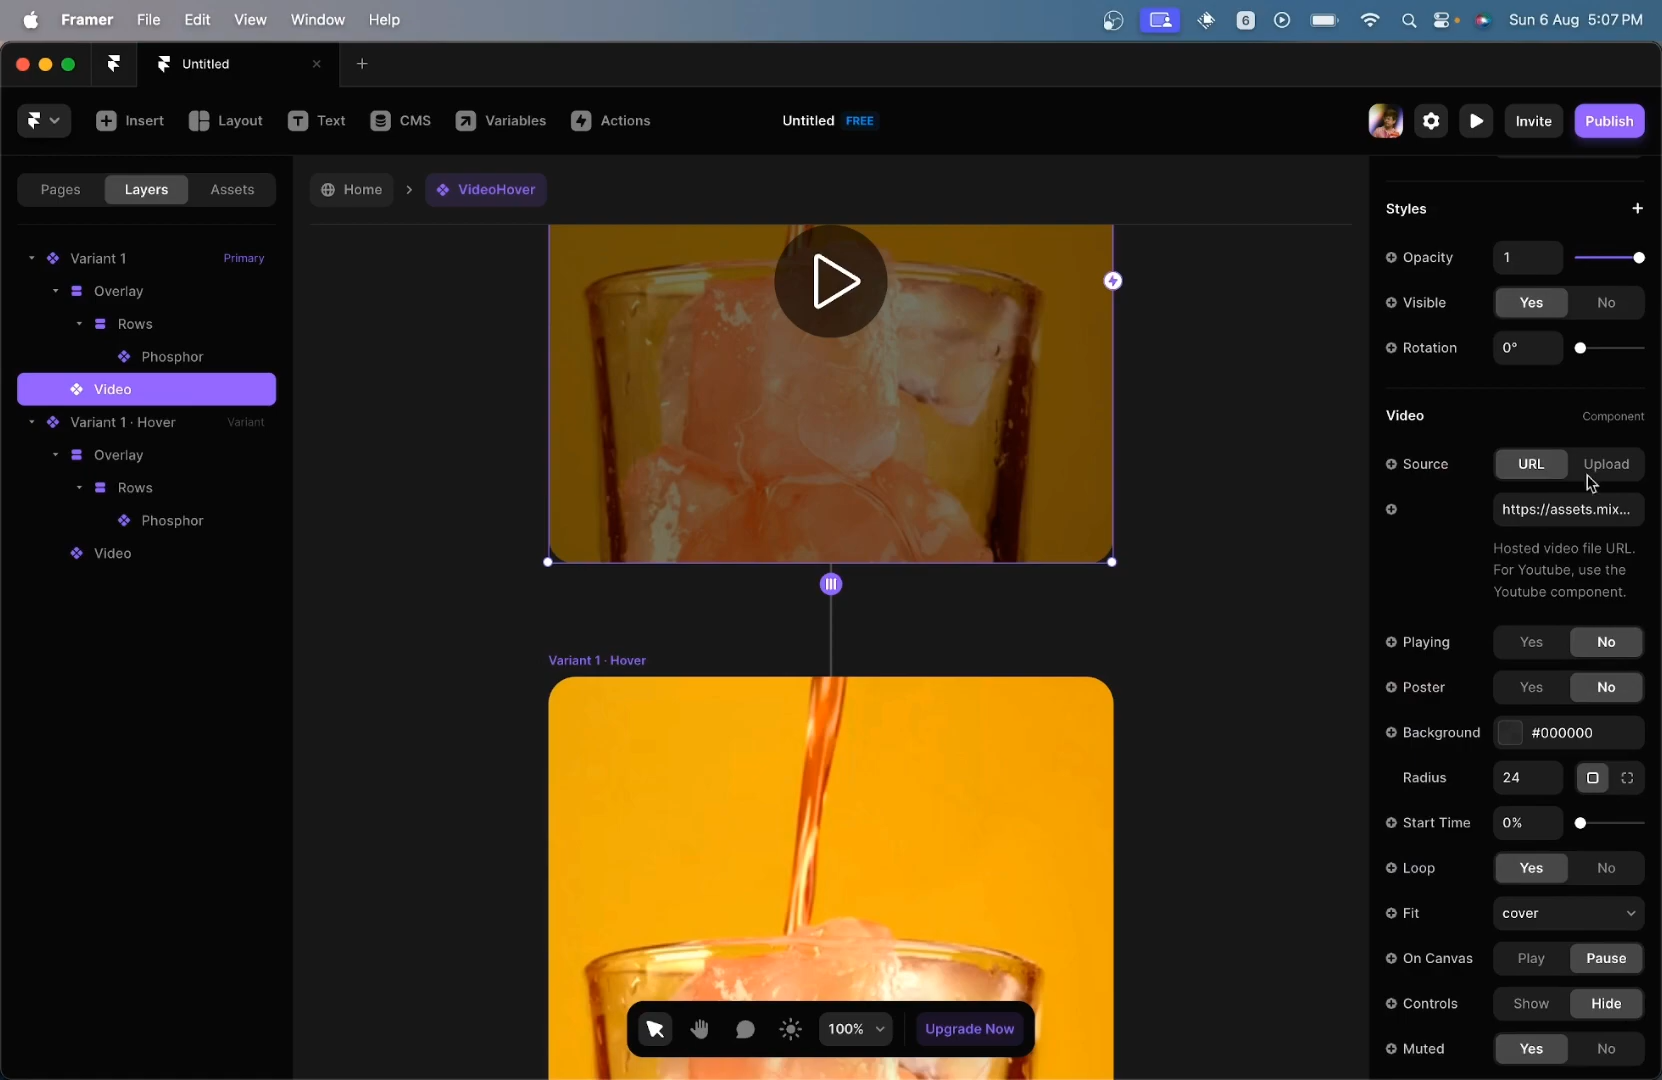 Framer File Edit View Window Help 6 Sun 6 Aug 5:07 PM
Untitled
Insert Layout Text CMS Variables Actions Untitled FREE Invite Publish
Pages Layers Assets
Home VideoHover
Variant 1 Primary
Overlay
Rows
Phosphor
Video
Variant 1 · Hover Variant
Overlay
Rows
Phosphor
Video
Variant 1 · Hover
100% Upgrade Now
Styles
Opacity 1
Visible Yes No
Rotation 0°
Video Component
Source URL Upload
https://assets.mix...
Hosted video file URL.
For Youtube, use the
Youtube component.
Playing Yes No
Poster Yes No
Background #000000
Radius 24
Start Time 0%
Loop Yes No
Fit cover
On Canvas Play Pause
Controls Show Hide
Muted Yes No